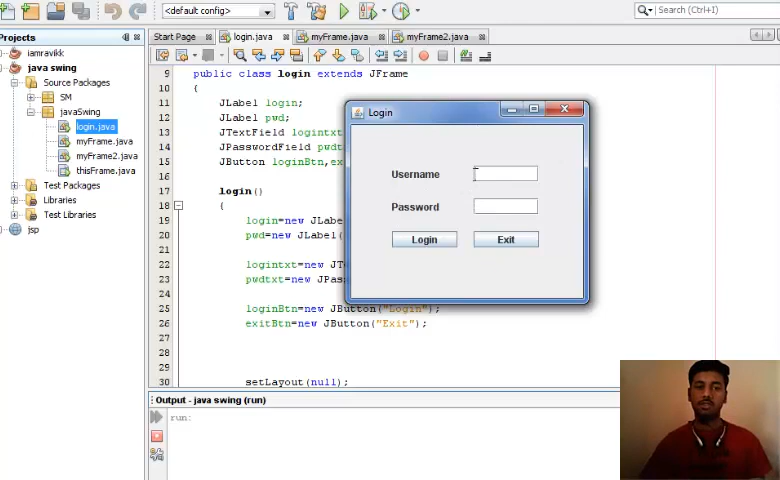 <default config>
Search (Ctrl+I)
Projects
Start Page
login.java
myFrame.java
myFrame2.java
iamravikk
java swing
Source Packages
SM
javaSwing
login.java
myFrame.java
myFrame2.java
thisFrame.java
Test Packages
Libraries
Test Libraries
jsp
9 public class login extends JFrame
10 {
11 JLabel login;
12 JLabel pwd;
13 JTextField logintxt
14 JPasswordField pwdt
15 JButton loginBtn,ex
16
17 login()
18 {
19 login=new JLabe
20 pwd=new JLabel(
21
22 logintxt=new JT
23 pwdtxt=new JPas
24
25 loginBtn=new JButton("Login");
26 exitBtn=new JButton("Exit");
27
28
29
30 setLayout(null);
Login
Username
Password
Login
Exit
Output - java swing (run)
run: